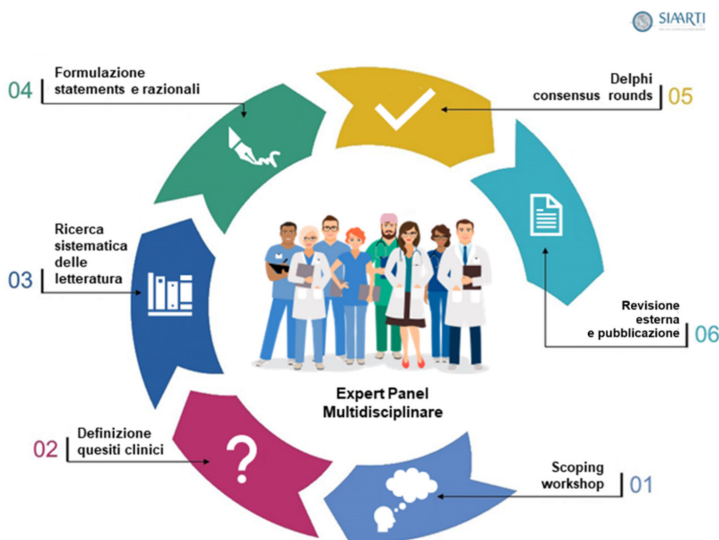 SIAARTI
04
Formulazione
statements e razionali
Delphi
consensus rounds
05
03
Ricerca
sistematica
delle
letteratura
Revisione
esterna
e pubblicazione
06
Expert Panel
Multidisciplinare
02
Definizione
quesiti clinici
?
Scoping
workshop
01